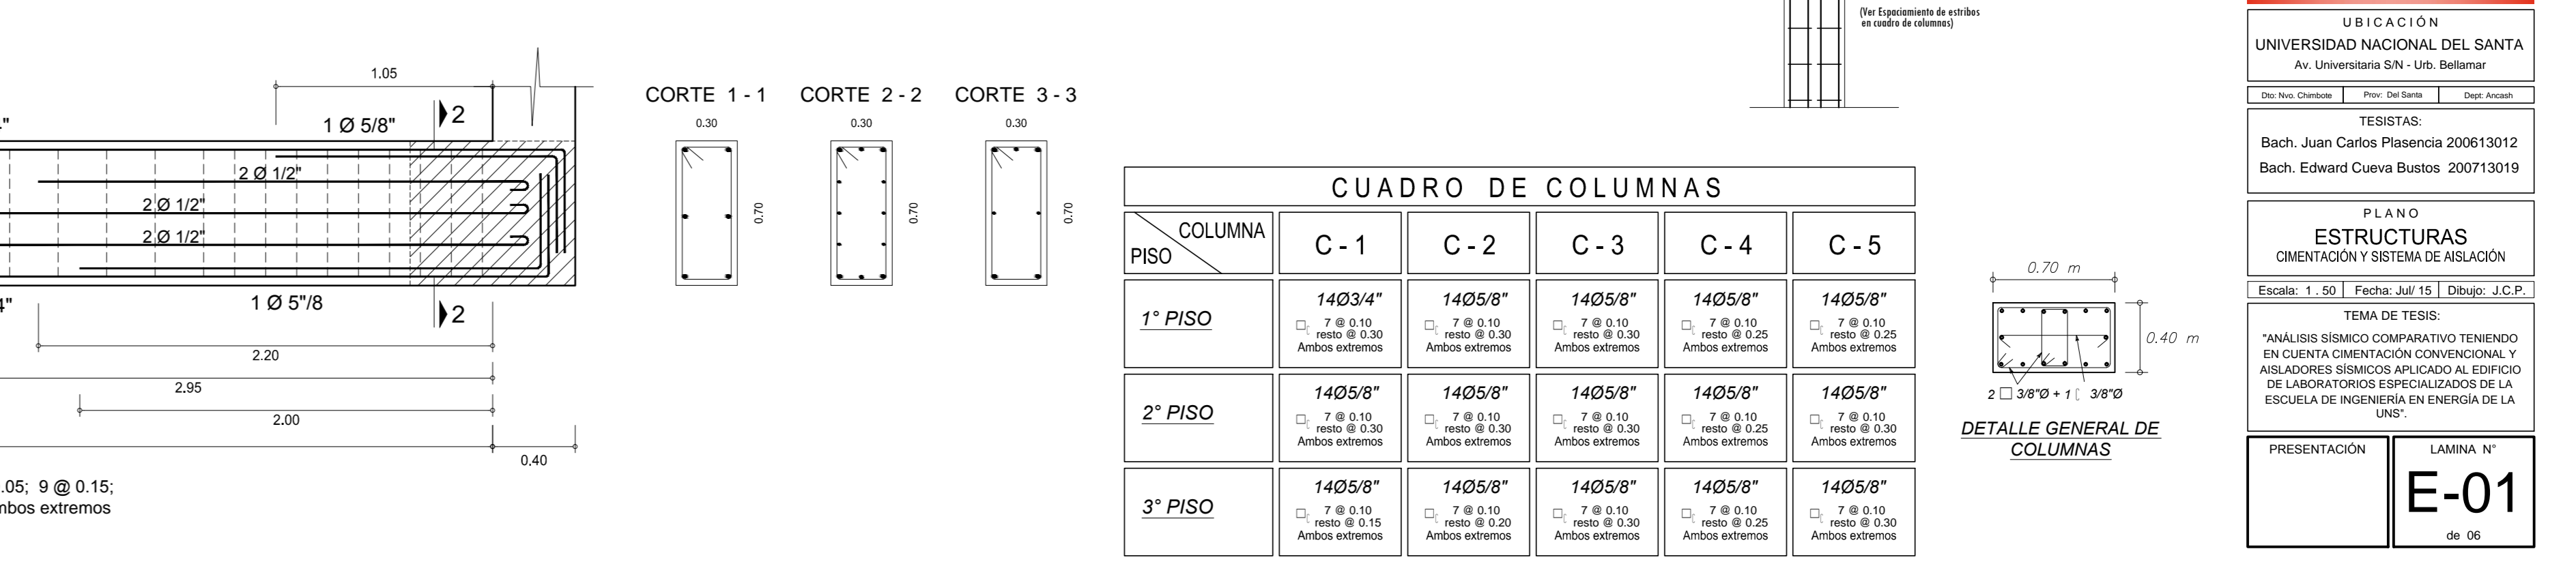 (Ver Espaciamiento de estribos
en cuadro de columnas)
1.05
1 Ø 5/8"
2
2 Ø 1/2"
2 Ø 1/2"
2 Ø 1/2"
1 Ø 5"/8
2
2.20
2.95
2.00
0.40
.05; 9 @ 0.15;
mbos extremos
CORTE 1 - 1
0.30
0.70
CORTE 2 - 2
0.30
0.70
CORTE 3 - 3
0.30
0.70
CUADRO DE COLUMNAS
COLUMNA
PISO
C - 1
C - 2
C - 3
C - 4
C - 5
1° PISO
14Ø3/4"
7 @ 0.10
resto @ 0.30
Ambos extremos
14Ø5/8"
7 @ 0.10
resto @ 0.30
Ambos extremos
14Ø5/8"
7 @ 0.10
resto @ 0.30
Ambos extremos
14Ø5/8"
7 @ 0.10
resto @ 0.25
Ambos extremos
14Ø5/8"
7 @ 0.10
resto @ 0.25
Ambos extremos
2° PISO
14Ø5/8"
7 @ 0.10
resto @ 0.30
Ambos extremos
14Ø5/8"
7 @ 0.10
resto @ 0.30
Ambos extremos
14Ø5/8"
7 @ 0.10
resto @ 0.25
Ambos extremos
14Ø5/8"
7 @ 0.10
resto @ 0.30
Ambos extremos
14Ø5/8"
7 @ 0.10
resto @ 0.30
Ambos extremos
3° PISO
14Ø5/8"
7 @ 0.10
resto @ 0.15
Ambos extremos
14Ø5/8"
7 @ 0.10
resto @ 0.20
Ambos extremos
14Ø5/8"
7 @ 0.10
resto @ 0.30
Ambos extremos
14Ø5/8"
7 @ 0.10
resto @ 0.25
Ambos extremos
14Ø5/8"
7 @ 0.10
resto @ 0.30
Ambos extremos
0.70 m
0.40 m
2 □ 3/8"Ø + 1 [ 3/8"Ø
DETALLE GENERAL DE
COLUMNAS
UBICACIÓN
UNIVERSIDAD NACIONAL DEL SANTA
Av. Universitaria S/N - Urb. Bellamar
Dto: Nvo. Chimbote
Prov: Del Santa
Dept: Ancash
TESISTAS:
Bach. Juan Carlos Plasencia 200613012
Bach. Edward Cueva Bustos 200713019
PLANO
ESTRUCTURAS
CIMENTACIÓN Y SISTEMA DE AISLACIÓN
Escala: 1 . 50
Fecha: Jul/ 15
Dibujo: J.C.P.
TEMA DE TESIS:
"ANÁLISIS SÍSMICO COMPARATIVO TENIENDO
EN CUENTA CIMENTACIÓN CONVENCIONAL Y
AISLADORES SÍSMICOS APLICADO AL EDIFICIO
DE LABORATORIOS ESPECIALIZADOS DE LA
ESCUELA DE INGENIERÍA EN ENERGÍA DE LA
UNS".
PRESENTACIÓN
LAMINA N°
E-01
de 06